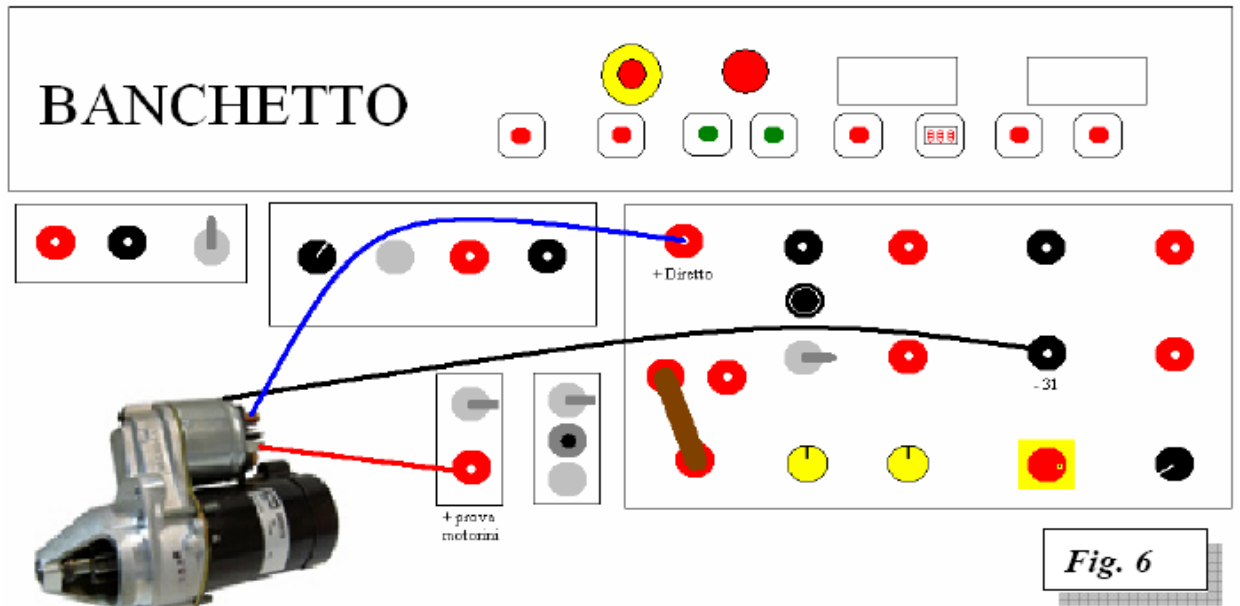 BANCHETTO
+ Diretto
- 31
+ prova
motorini
Fig. 6